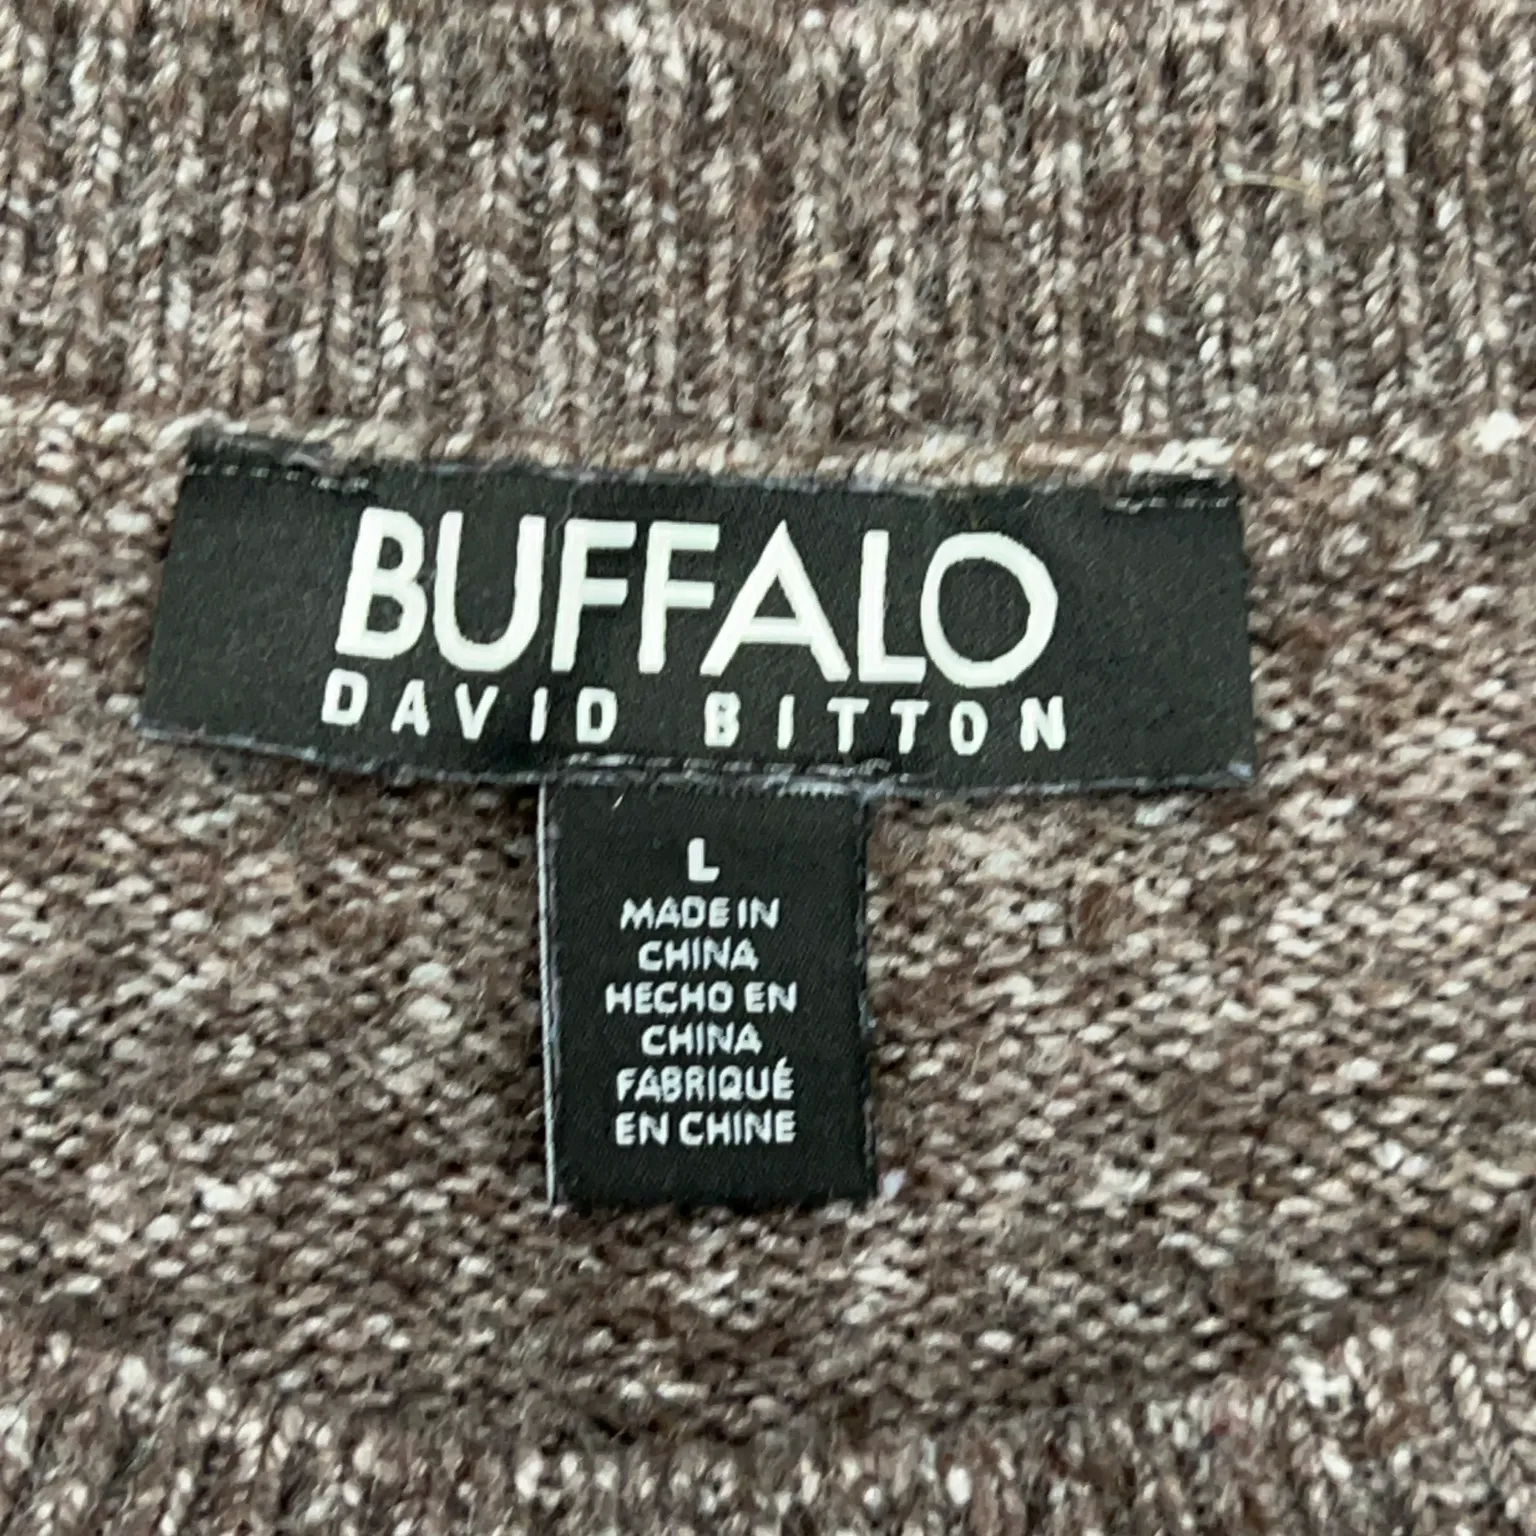 BUFFALO
DAVID BITTON
L
MADE IN
CHINA
HECHO EN
CHINA
FABRIQUÉ
EN CHINE